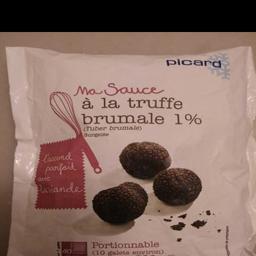 picard
Ma Sauce
à la truffe
brumale 1%
(Tuber brumale)
Surgelée
L'accord
parfait
avec
viande
Portionnable
(10 galets environ)